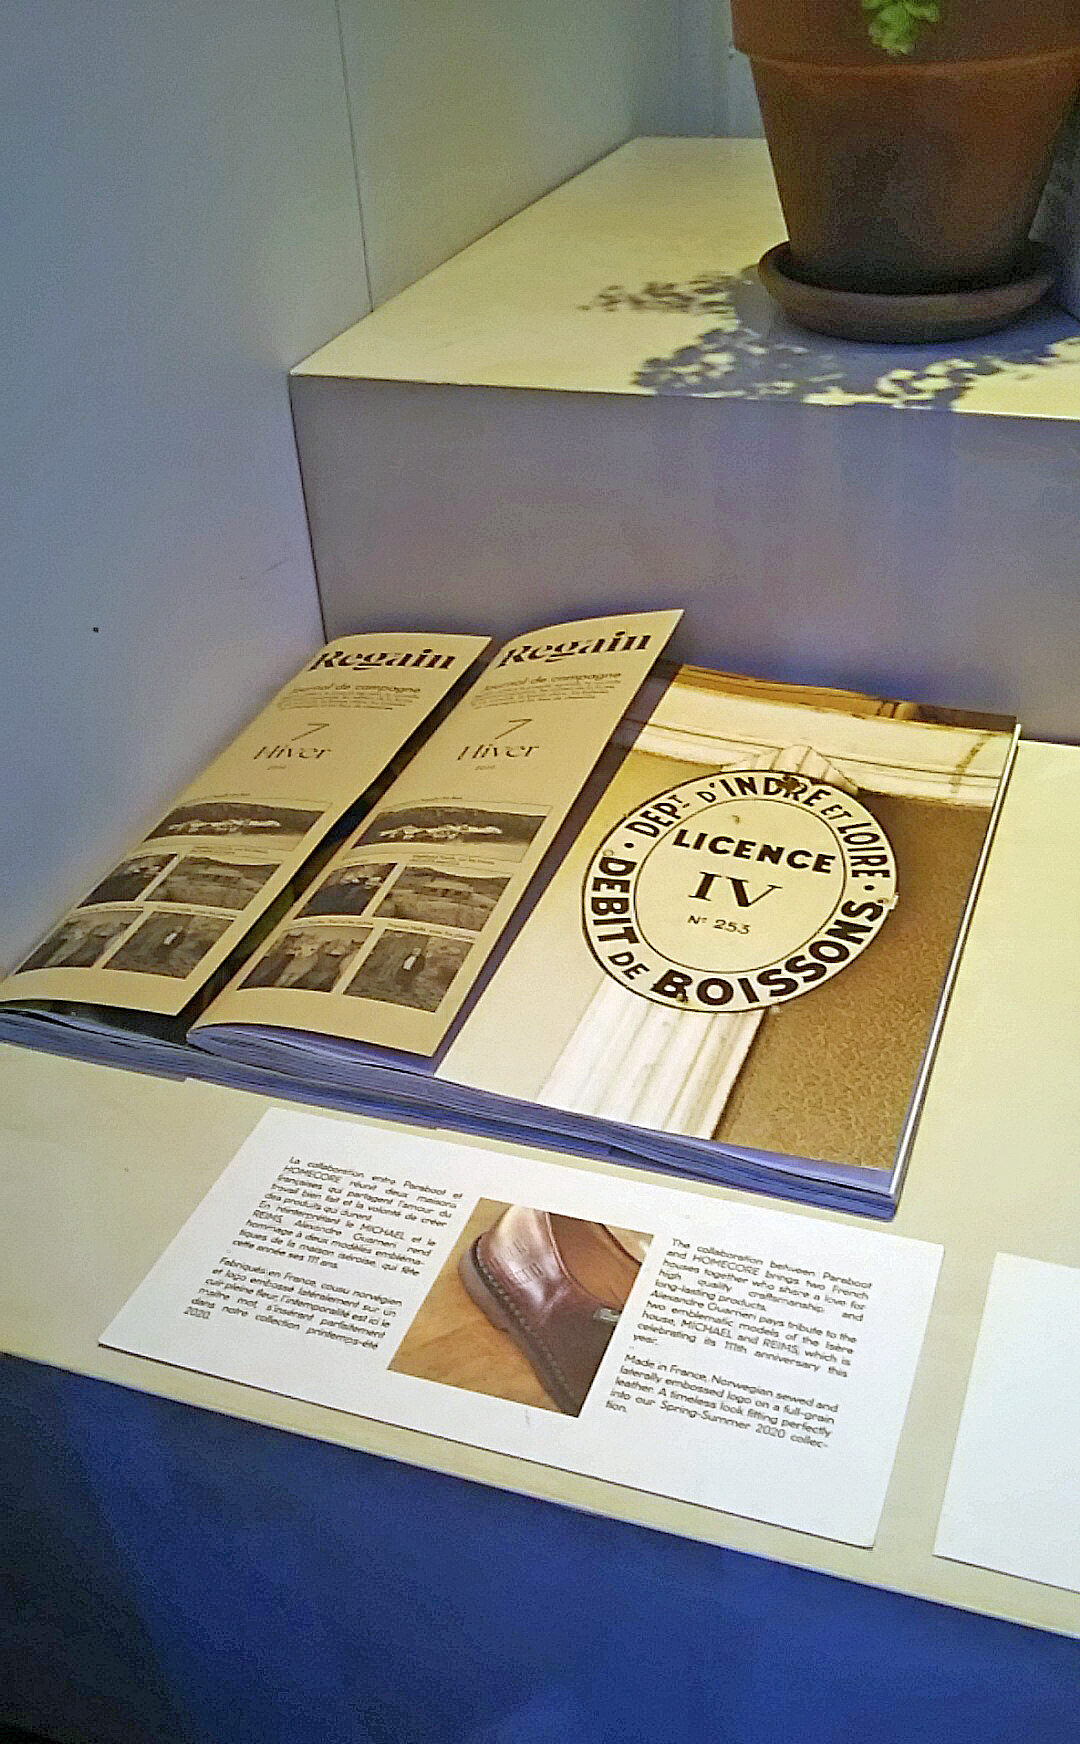 Regain
Journal de campagne
7
Hiver
Regain
Journal de campagne
7
Hiver
DEPT D'INDRE ET LOIRE
LICENCE
IV
N° 253
DEBIT DE BOISSONS
La collaboration entre Paraboot et
HOMECORE réunit deux maisons
françaises qui partagent l'amour du
travail bien fait et la volonté de créer
des produits qui durent.
En réinterprétant le MICHAEL et le
REIMS, Alexandre Guarneri rend
hommage à deux modèles embléma-
tiques de la maison iséroise, qui fête
cette année ses 111 ans.
Fabriqués en France, cousu norvégien
et logo embossé latéralement sur un
cuir pleine fleur, l'intemporalité est ici le
maître mot, s'insérant parfaitement
dans notre collection printemps-été
2020.
The collaboration between Paraboot
and HOMECORE brings two French
houses together who share a love for
high quality craftsmanship and
long-lasting products.
Alexandre Guarneri pays tribute to the
two emblematic models of the Isère
house, MICHAEL and REIMS, which is
celebrating its 111th anniversary this
year.
Made in France, Norwegian sewed and
laterally embossed logo on a full-grain
leather. A timeless look fitting perfectly
into our Spring-Summer 2020 collec-
tion.